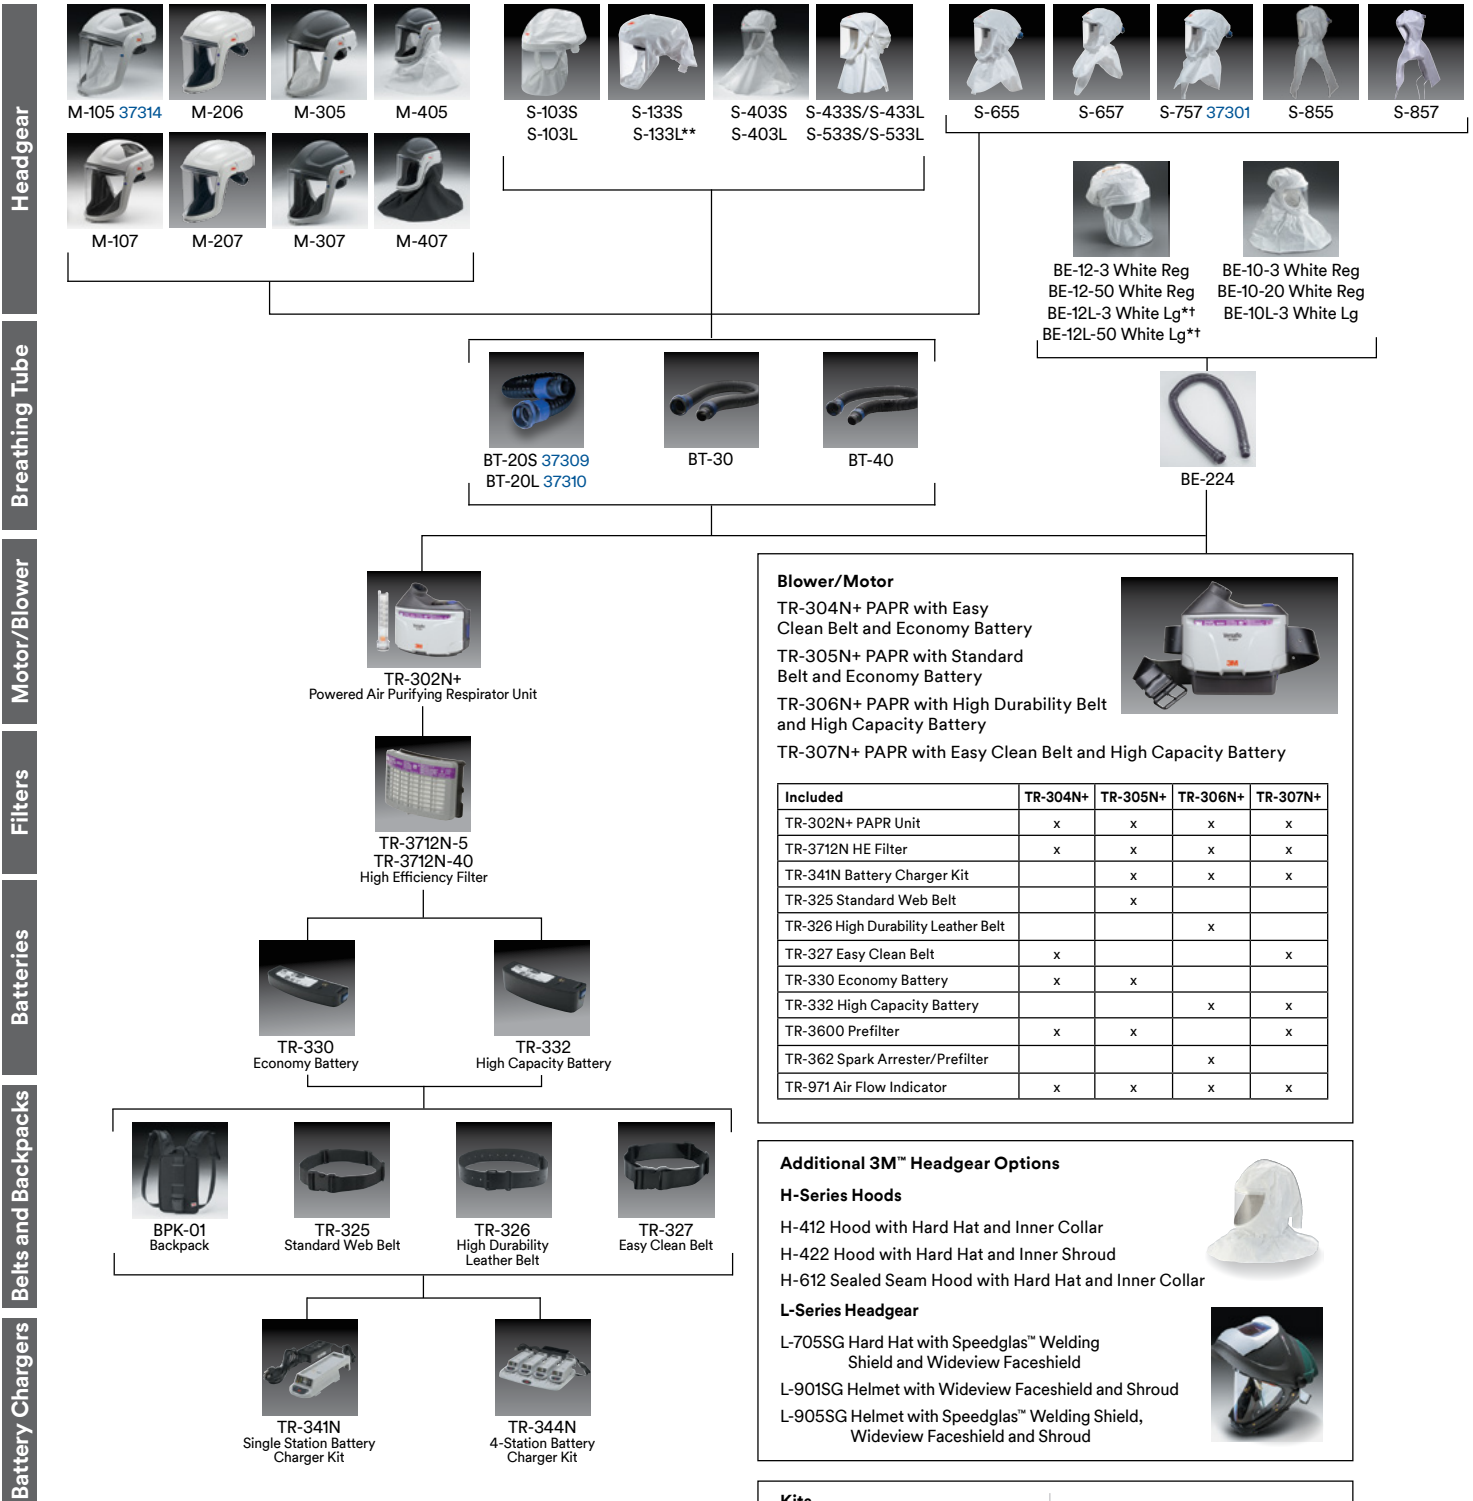 Headgear
M-105 37314
M-206
M-305
M-405
M-107
M-207
M-307
M-407
S-103S
S-103L
S-133S
S-133L**
S-403S
S-403L
S-433S/S-433L
S-533S/S-533L
S-655
S-657
S-757 37301
S-855
S-857
BE-12-3 White Reg
BE-12-50 White Reg
BE-12L-3 White Lg*†
BE-12L-50 White Lg*†
BE-10-3 White Reg
BE-10-20 White Reg
BE-10L-3 White Lg
Breathing Tube
BT-20S 37309
BT-20L 37310
BT-30
BT-40
BE-224
Motor/Blower
TR-302N+
Powered Air Purifying Respirator Unit
Filters
TR-3712N-5
TR-3712N-40
High Efficiency Filter
Batteries
TR-330
Economy Battery
TR-332
High Capacity Battery
Belts and Backpacks
BPK-01
Backpack
TR-325
Standard Web Belt
TR-326
High Durability
Leather Belt
TR-327
Easy Clean Belt
Battery Chargers
TR-341N
Single Station Battery
Charger Kit
TR-344N
4-Station Battery
Charger Kit
Blower/Motor
TR-304N+ PAPR with Easy
Clean Belt and Economy Battery
TR-305N+ PAPR with Standard
Belt and Economy Battery
TR-306N+ PAPR with High Durability Belt
and High Capacity Battery
TR-307N+ PAPR with Easy Clean Belt and High Capacity Battery
3M
Included TR-304N+ TR-305N+ TR-306N+ TR-307N+
TR-302N+ PAPR Unit x x x x
TR-3712N HE Filter x x x x
TR-341N Battery Charger Kit x x x
TR-325 Standard Web Belt x
TR-326 High Durability Leather Belt x
TR-327 Easy Clean Belt x x
TR-330 Economy Battery x x
TR-332 High Capacity Battery x x
TR-3600 Prefilter x x x
TR-362 Spark Arrester/Prefilter x
TR-971 Air Flow Indicator x x x x
Additional 3M™ Headgear Options
H-Series Hoods
H-412 Hood with Hard Hat and Inner Collar
H-422 Hood with Hard Hat and Inner Shroud
H-612 Sealed Seam Hood with Hard Hat and Inner Collar
L-Series Headgear
L-705SG Hard Hat with Speedglas™ Welding
Shield and Wideview Faceshield
L-901SG Helmet with Wideview Faceshield and Shroud
L-905SG Helmet with Speedglas™ Welding Shield,
Wideview Faceshield and Shroud
Kits